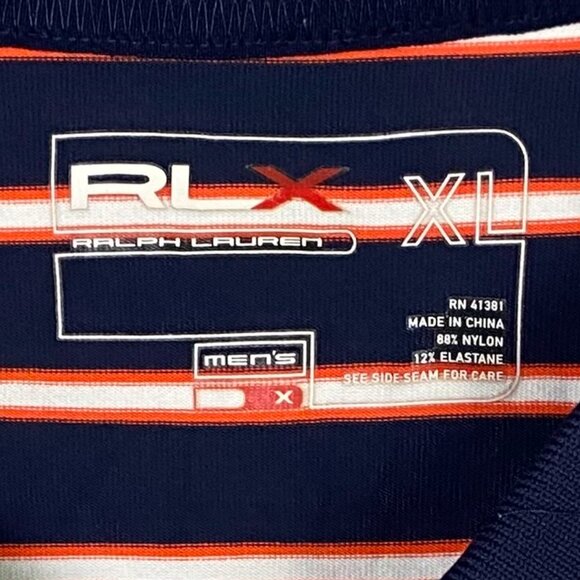 RLX
RALPH LAUREN
XL
RN 41381
MADE IN CHINA
88% NYLON
12% ELASTANE
SEE SIDE SEAM FOR CARE
men's
X